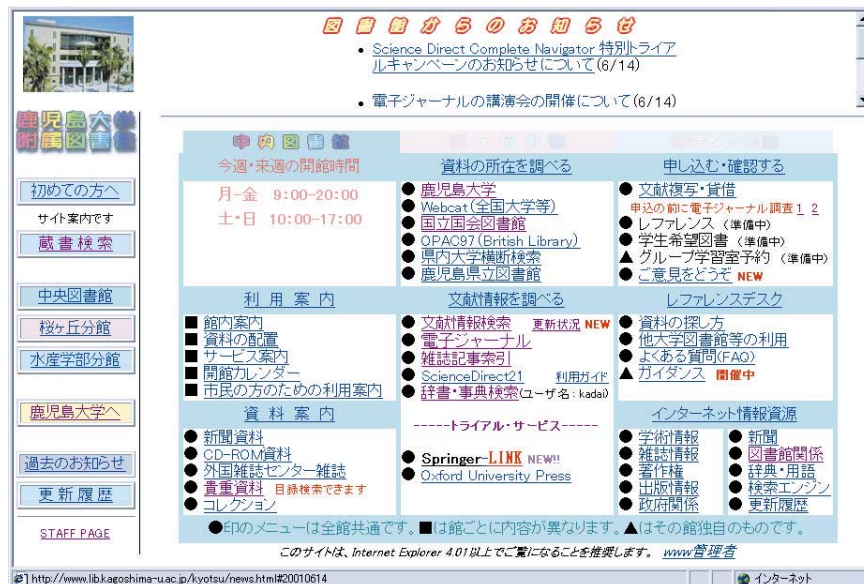 図書館からのお知らせ
• Science Direct Complete Navigator 特別トライア
ルキャンペーンのお知らせについて(6/14)
• 電子ジャーナルの講演会の開催について(6/14)
鹿児島大学
附属図書館
初めての方へ
サイト案内です
蔵書検索
中央図書館
桜ヶ丘分館
水産学部分館
鹿児島大学へ
過去のお知らせ
更新履歴
STAFF PAGE
中央図書館
今週・来週の開館時間
月-金 9:00-20:00
土・日 10:00-17:00
資料の所在を調べる
●鹿児島大学
●Webcat(全国大学等)
●国立国会図書館
●OPAC97(British Library)
●県内大学横断検索
●鹿児島県立図書館
申し込む・確認する
●文献複写・貸借
申込の前に電子ジャーナル調査 1 2
●レファレンス (準備中)
●学生希望図書 (準備中)
▲グループ学習室予約 (準備中)
●ご意見をどうぞ NEW
利用案内
■館内案内
■資料の配置
■サービス案内
■開館カレンダー
■市民の方のための利用案内
文献情報を調べる
●文献情報検索 更新状況 NEW
●電子ジャーナル
●雑誌記事索引
●ScienceDirect21 利用ガイド
●辞書・事典検索(ユーザ名:kadai)
-----トライアル・サービス-----
●Springer-LINK NEW!!
●Oxford University Press
レファレンスデスク
●資料の探し方
●他大学図書館等の利用
●よくある質問(FAQ)
▲ガイダンス 開催中
資料案内
●新聞資料
●CD-ROM資料
●外国雑誌センター雑誌
●貴重資料 目録検索できます
●コレクション
インターネット情報資源
●学術情報 ●新聞
●雑誌情報 ●図書館関係
●著作権 ●辞典・用語
●出版情報 ●検索エンジン
●政府関係 ●更新履歴
●印のメニューは全館共通です。■は館ごとに内容が異なります。▲はその館独自のものです。
このサイトは、Internet Explorer 4.01以上でご覧になることを推奨します。 www管理者
http://www.lib.kagoshima-u.ac.jp/kyotsu/news.html#20010614
インターネット